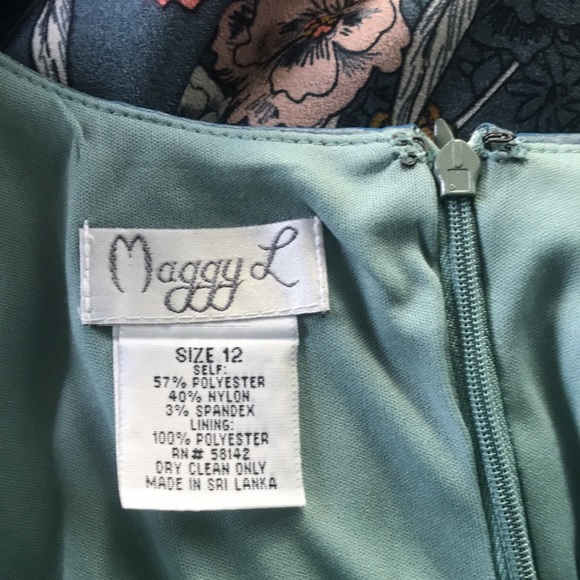 Maggy L
SIZE 12
SELF:
57% POLYESTER
40% NYLON
3% SPANDEX
LINING:
100% POLYESTER
RN# 58142
DRY CLEAN ONLY
MADE IN SRI LANKA